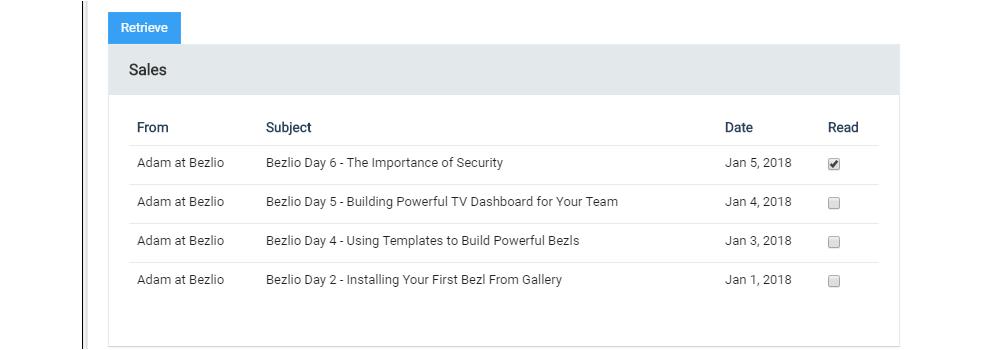 Retrieve
Sales
From Subject Date Read
Adam at Bezlio Bezlio Day 6 - The Importance of Security Jan 5, 2018
Adam at Bezlio Bezlio Day 5 - Building Powerful TV Dashboard for Your Team Jan 4, 2018
Adam at Bezlio Bezlio Day 4 - Using Templates to Build Powerful Bezls Jan 3, 2018
Adam at Bezlio Bezlio Day 2 - Installing Your First Bezl From Gallery Jan 1, 2018